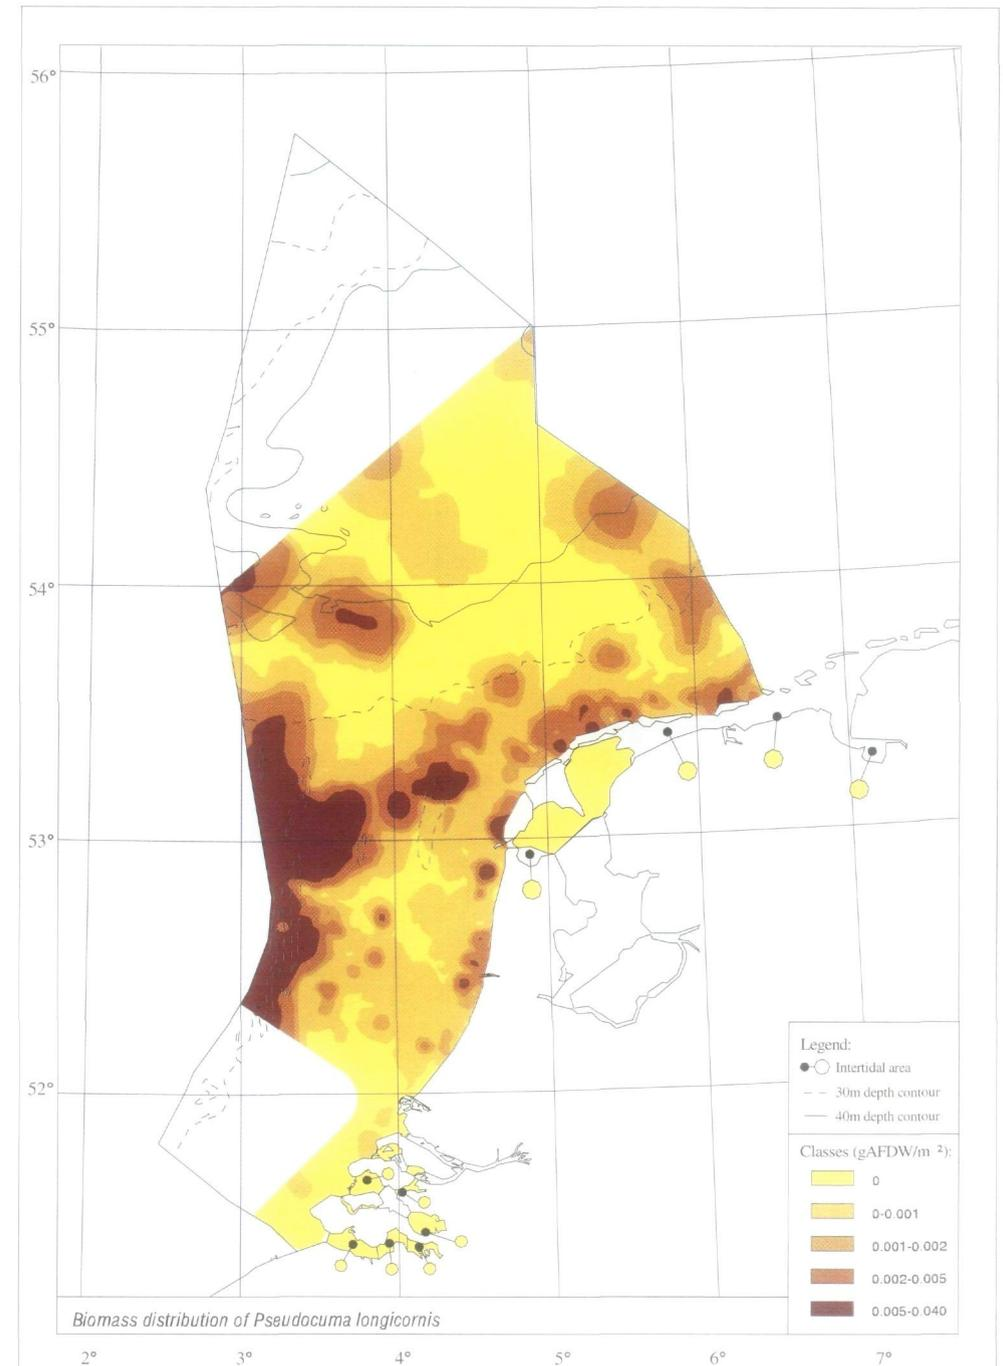 56°
55°
54°
53°
52°
Legend:
Intertidal area
30m depth contour
40m depth contour
Classes (gAFDW/m ²):
0
0-0.001
0.001-0.002
0.002-0.005
0.005-0.040
Biomass distribution of Pseudocuma longicornis
2° 3° 4° 5° 6° 7°